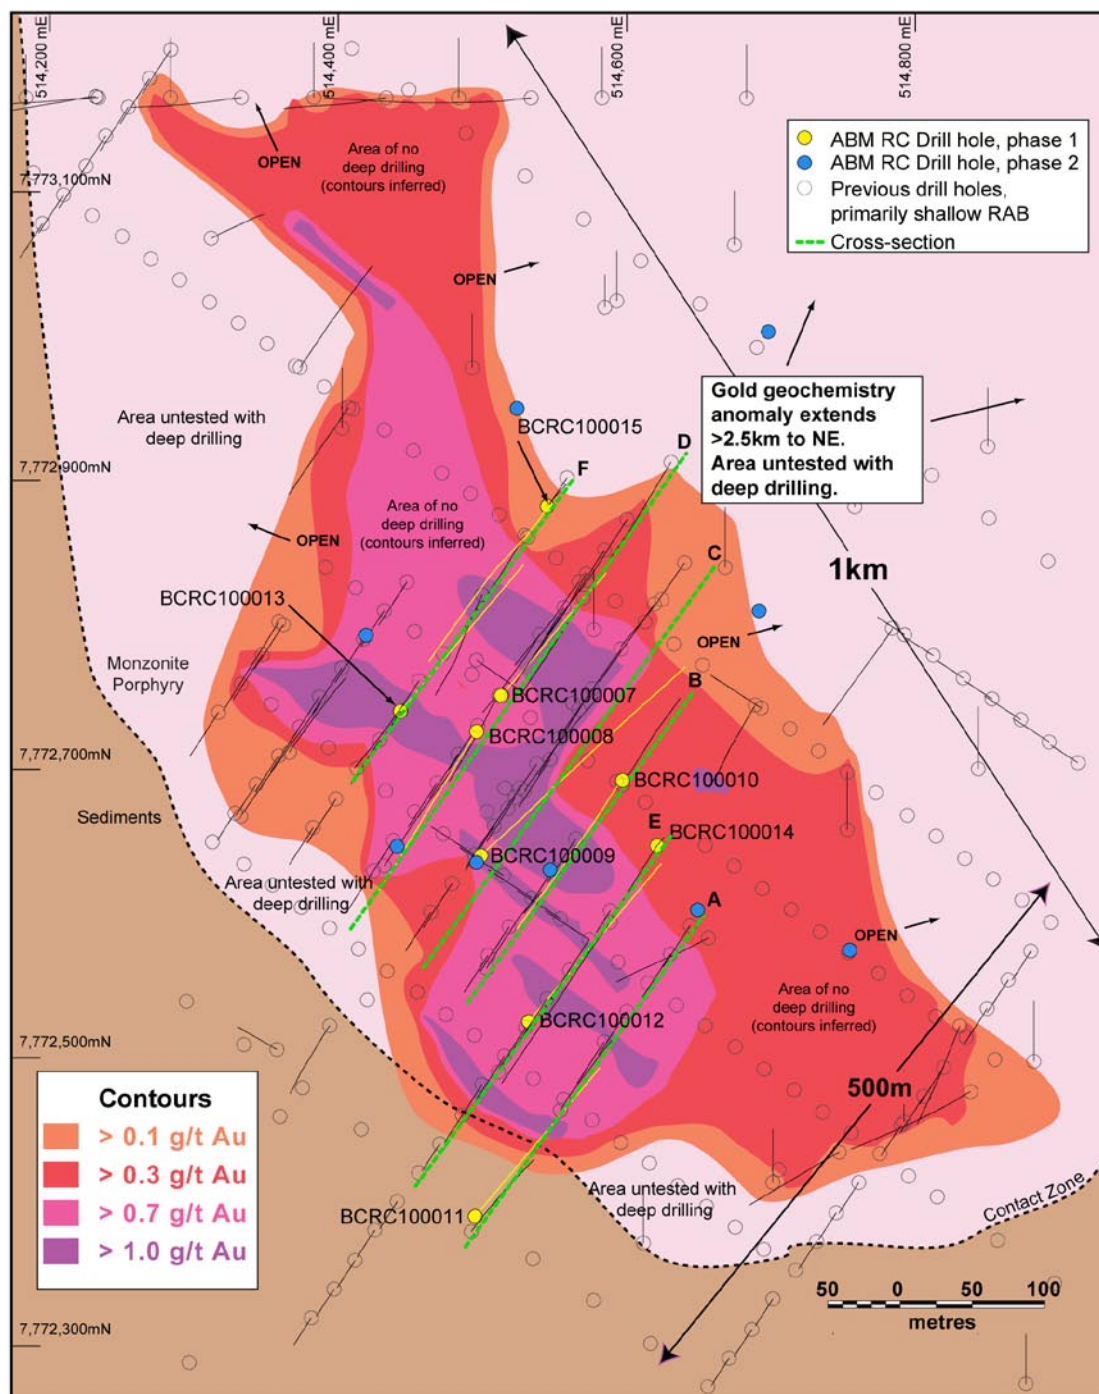 514,200 mE
514,400 mE
514,600 mE
514,800 mE
ABM RC Drill hole, phase 1
ABM RC Drill hole, phase 2
Previous drill holes,
primarily shallow RAB
Cross-section
OPEN
Area of no
deep drilling
(contours inferred)
7,773,100mN
OPEN
Gold geochemistry
anomaly extends
>2.5km to NE.
Area untested with
deep drilling.
Area untested with
deep drilling
BCRC100015
D
F
7,772,900mN
Area of no
deep drilling
(contours inferred)
OPEN
C
1km
BCRC100013
OPEN
Monzonite
Porphyry
B
BCRC100007
BCRC100008
7,772,700mN
BCRC100010
Sediments
E
BCRC100014
BCRC100009
Area untested with
deep drilling
A
OPEN
Area of no
deep drilling
(contours inferred)
BCRC100012
7,772,500mN
500m
Contours
> 0.1 g/t Au
> 0.3 g/t Au
> 0.7 g/t Au
> 1.0 g/t Au
Area untested with
deep drilling
Contact Zone
BCRC100011
50 0 50 100
metres
7,772,300mN